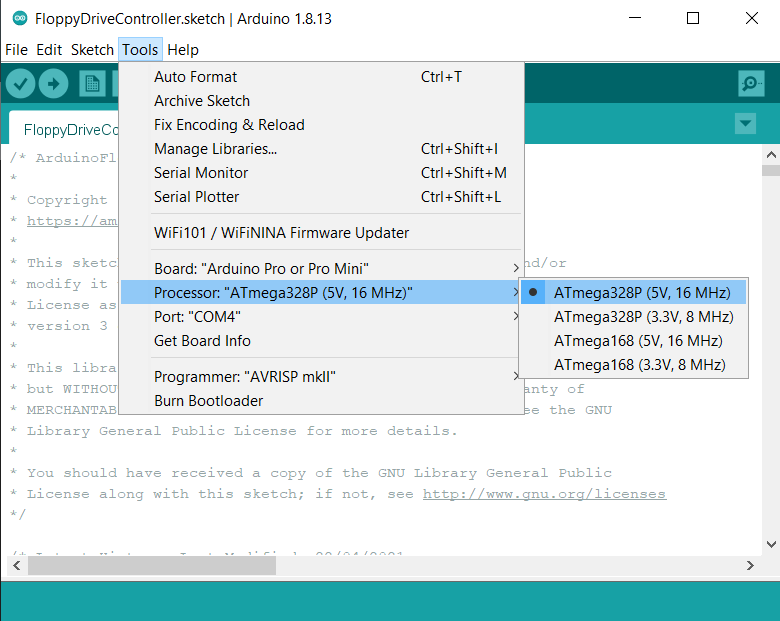 FloppyDriveController.sketch | Arduino 1.8.13
File Edit Sketch Tools Help
FloppyDriveCo
Auto Format Ctrl+T
Archive Sketch
Fix Encoding & Reload
Manage Libraries... Ctrl+Shift+I
Serial Monitor Ctrl+Shift+M
Serial Plotter Ctrl+Shift+L
WiFi101 / WiFiNINA Firmware Updater
Board: "Arduino Pro or Pro Mini"
Processor: "ATmega328P (5V, 16 MHz)"
Port: "COM4"
Get Board Info
Programmer: "AVRISP mkII"
Burn Bootloader
ATmega328P (5V, 16 MHz)
ATmega328P (3.3V, 8 MHz)
ATmega168 (5V, 16 MHz)
ATmega168 (3.3V, 8 MHz)
/* ArduinoFl
*
* Copyright
* https://am
*
* This sketc nd/or
* modify it
* License as
* version 3
*
* This libra
* but WITHOU anty of
* MERCHANTAB ee the GNU
* Library General Public License for more details.
*
* You should have received a copy of the GNU Library General Public
* License along with this sketch; if not, see http://www.gnu.org/licenses
*/